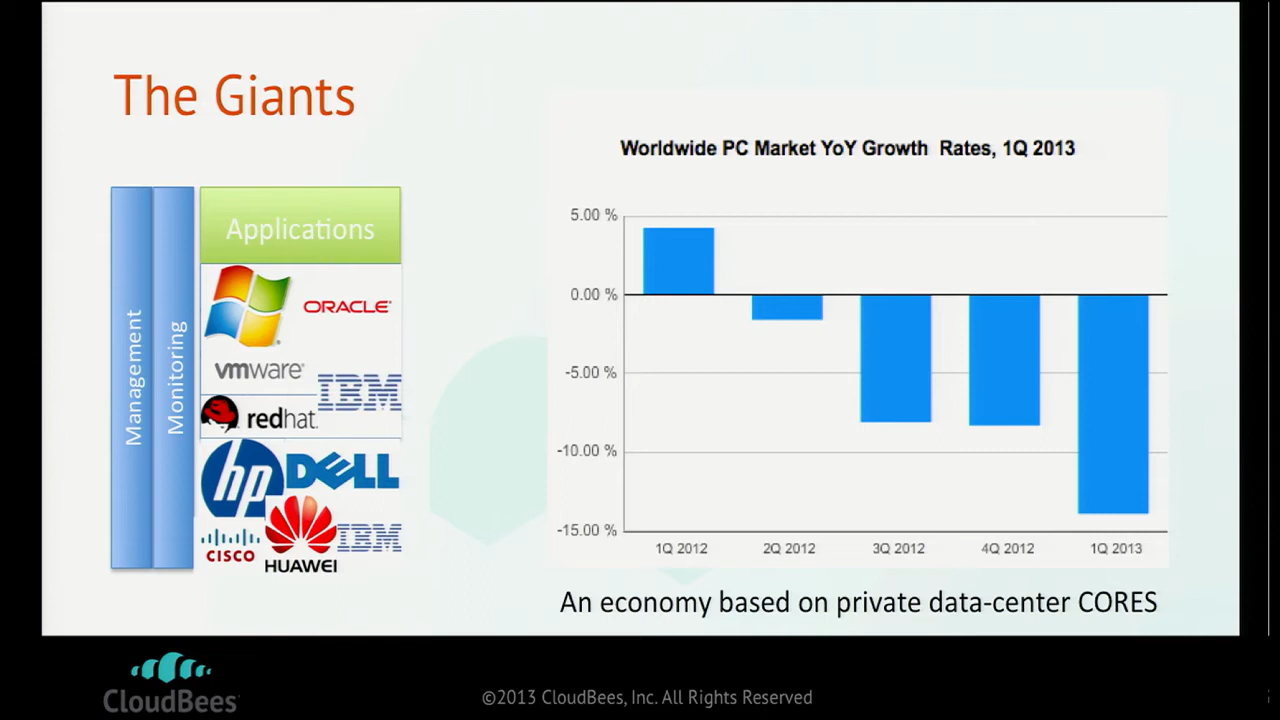 The Giants
Management
Monitoring
Applications
ORACLE
vmware
IBM
redhat.
hp
DELL
CISCO
HUAWEI
IBM
Worldwide PC Market YoY Growth Rates, 1Q 2013
5.00 %
0.00 %
-5.00 %
-10.00 %
-15.00 %
1Q 2012 2Q 2012 3Q 2012 4Q 2012 1Q 2013
An economy based on private data-center CORES
CloudBees
©2013 CloudBees, Inc. All Rights Reserved